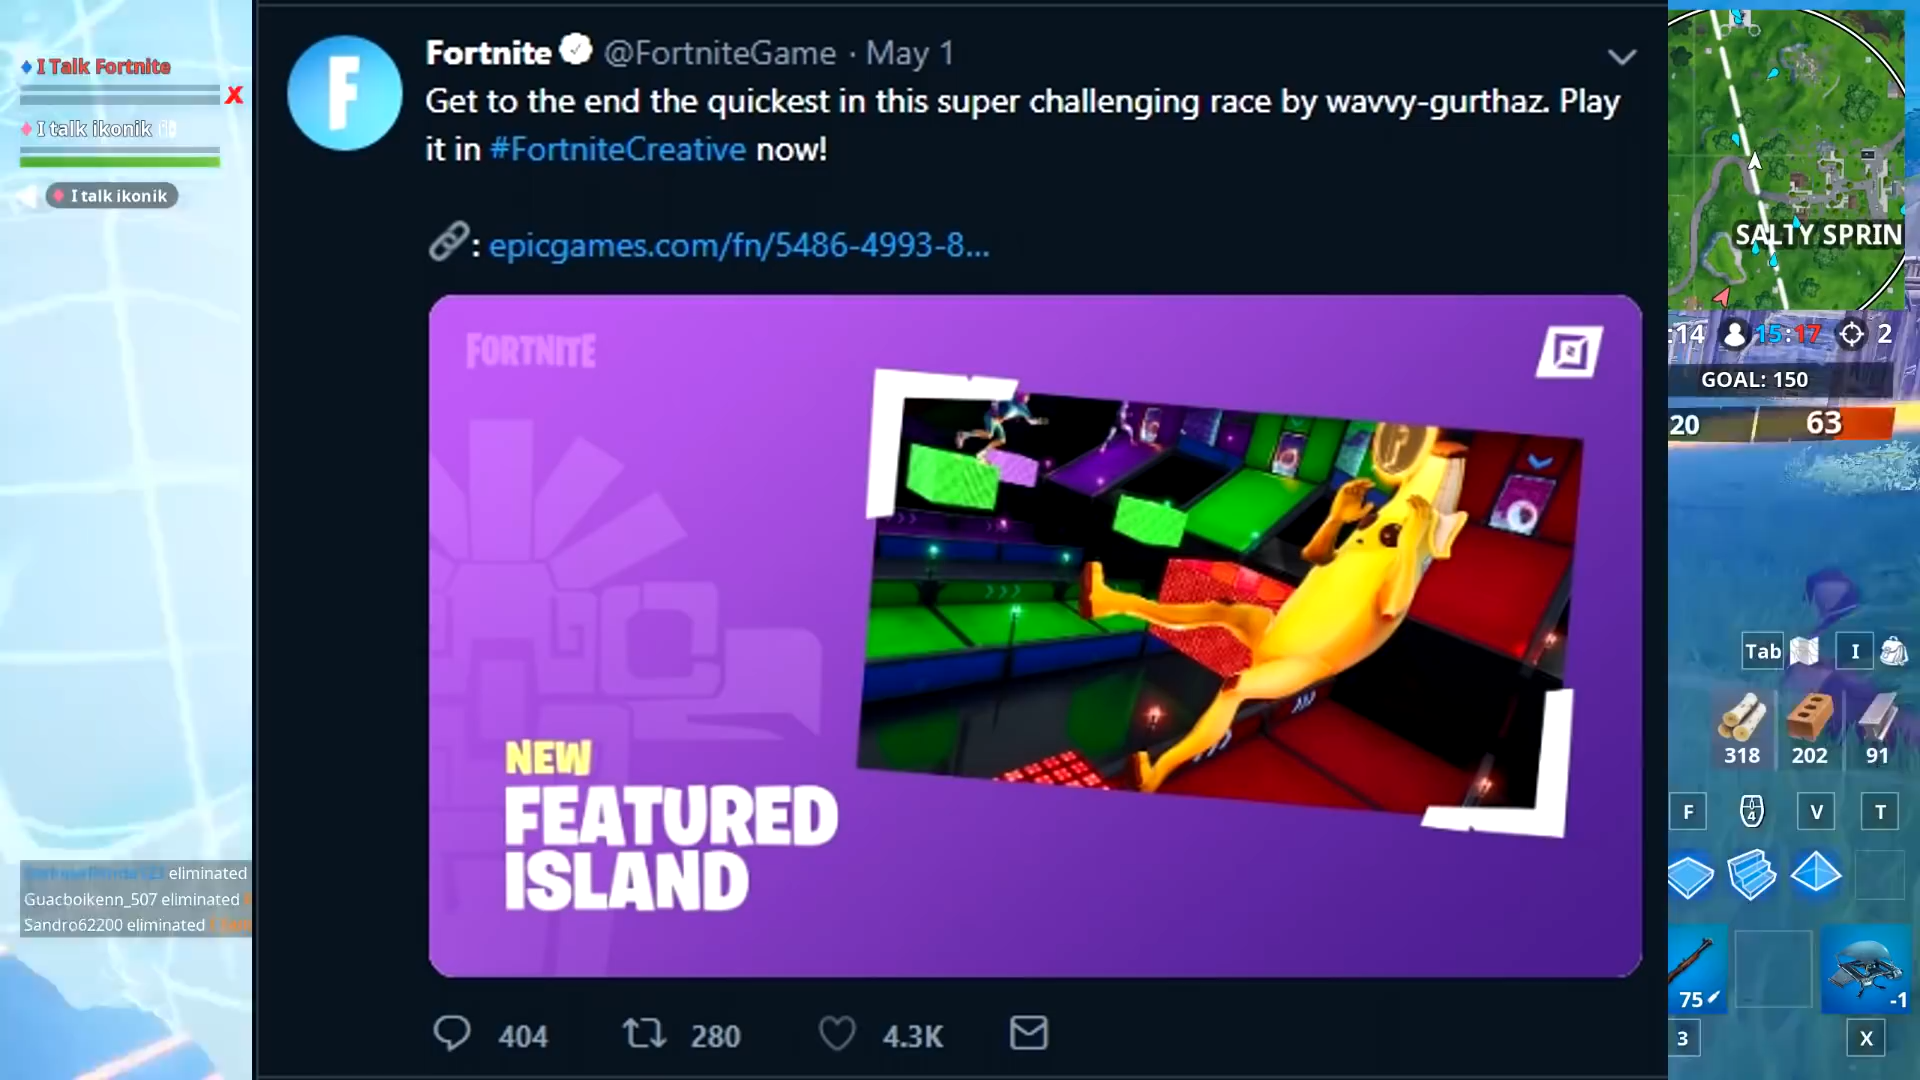 I Talk Fortnite
X
I talk ikonik
I talk ikonik
Fortnite @FortniteGame · May 1
Get to the end the quickest in this super challenging race by wavvy-gurthaz. Play
it in #FortniteCreative now!
: epicgames.com/fn/5486-4993-8...
FORTNITE
NEW
FEATURED
ISLAND
404 280 4.3K
eliminated
Guacboikenn_507 eliminated
Sandro62200 eliminated
SALTY SPRIN
:14 15:17 2
GOAL: 150
20 63
Tab I
318 202 91
F 4 V T
75 -1
3 X